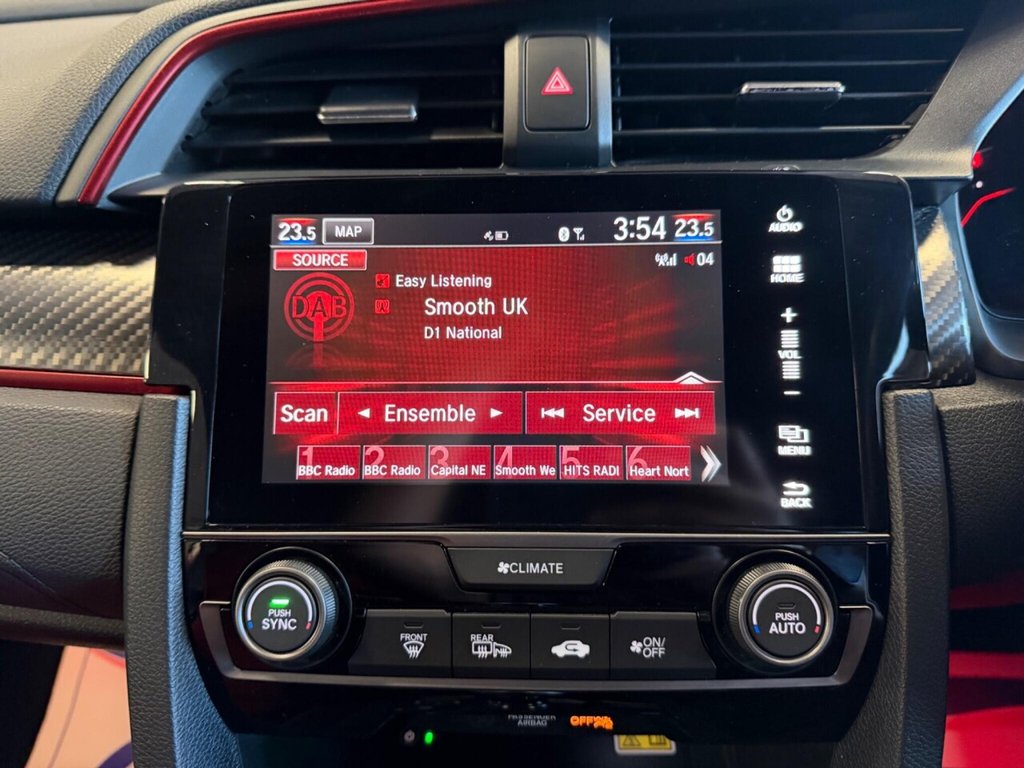 23.5 MAP 3:54 23.5
SOURCE 04
DAB
Easy Listening
Smooth UK
D1 National
Scan Ensemble Service
1 2 3 4 5 6
BBC Radio BBC Radio Capital NE Smooth We HITS RADI Heart Nort
AUDIO
HOME
+
VOL
−
MENU
BACK
CLIMATE
PUSH
SYNC
FRONT
REAR
ON/
OFF
PUSH
AUTO
PASSENGER
AIRBAG
OFF